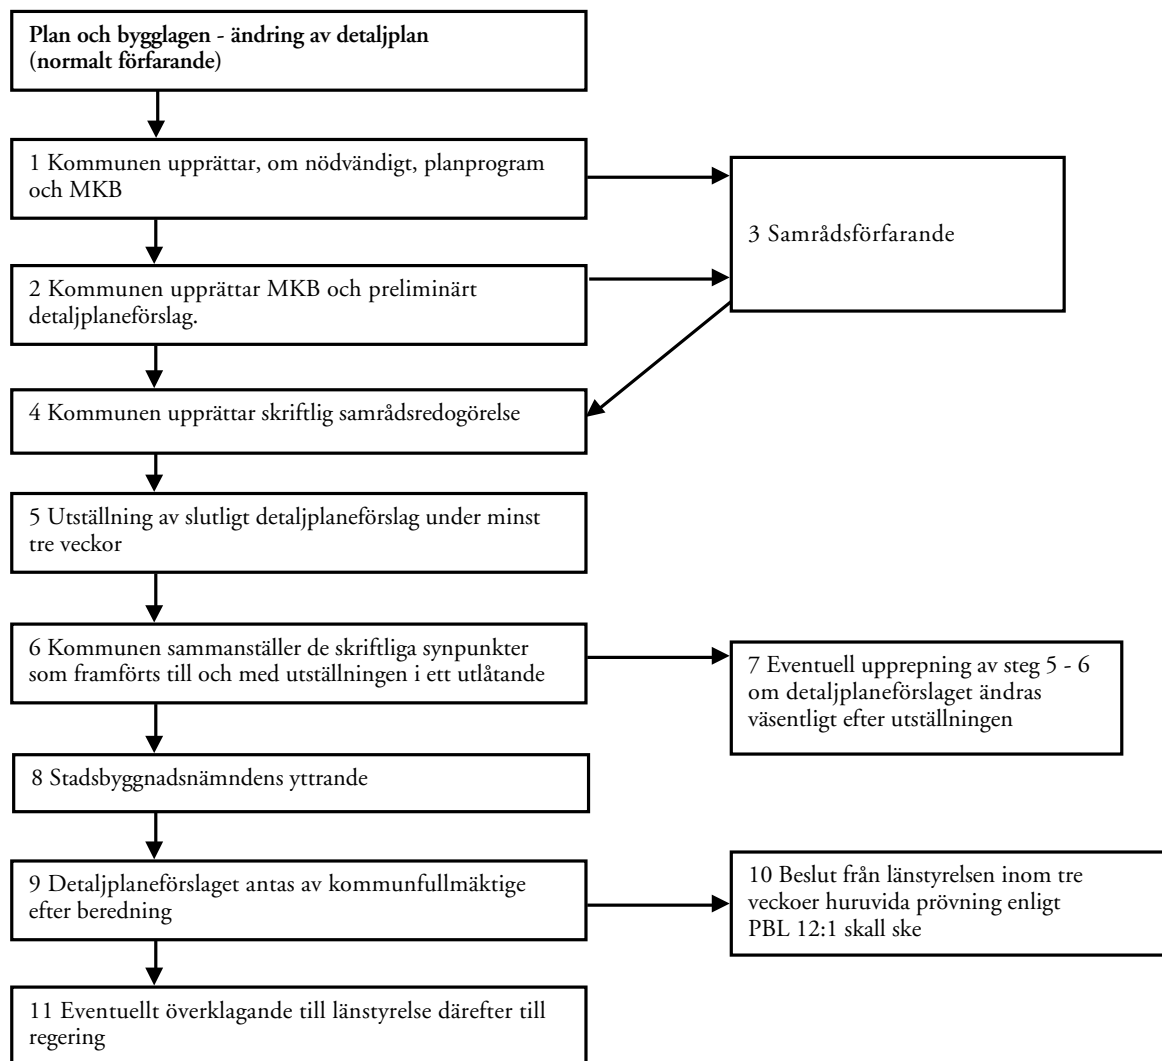 Plan och bygglagen - ändring av detaljplan
(normalt förfarande)
1 Kommunen upprättar, om nödvändigt, planprogram
och MKB
2 Kommunen upprättar MKB och preliminärt
detaljplaneförslag.
3 Samrådsförfarande
4 Kommunen upprättar skriftlig samrådsredogörelse
5 Utställning av slutligt detaljplaneförslag under minst
tre veckor
6 Kommunen sammanställer de skriftliga synpunkter
som framförts till och med utställningen i ett utlåtande
7 Eventuell upprepning av steg 5 - 6
om detaljplaneförslaget ändras
väsentligt efter utställningen
8 Stadsbyggnadsnämndens yttrande
9 Detaljplaneförslaget antas av kommunfullmäktige
efter beredning
10 Beslut från länstyrelsen inom tre
veckoer huruvida prövning enligt
PBL 12:1 skall ske
11 Eventuellt överklagande till länstyrelse därefter till
regering